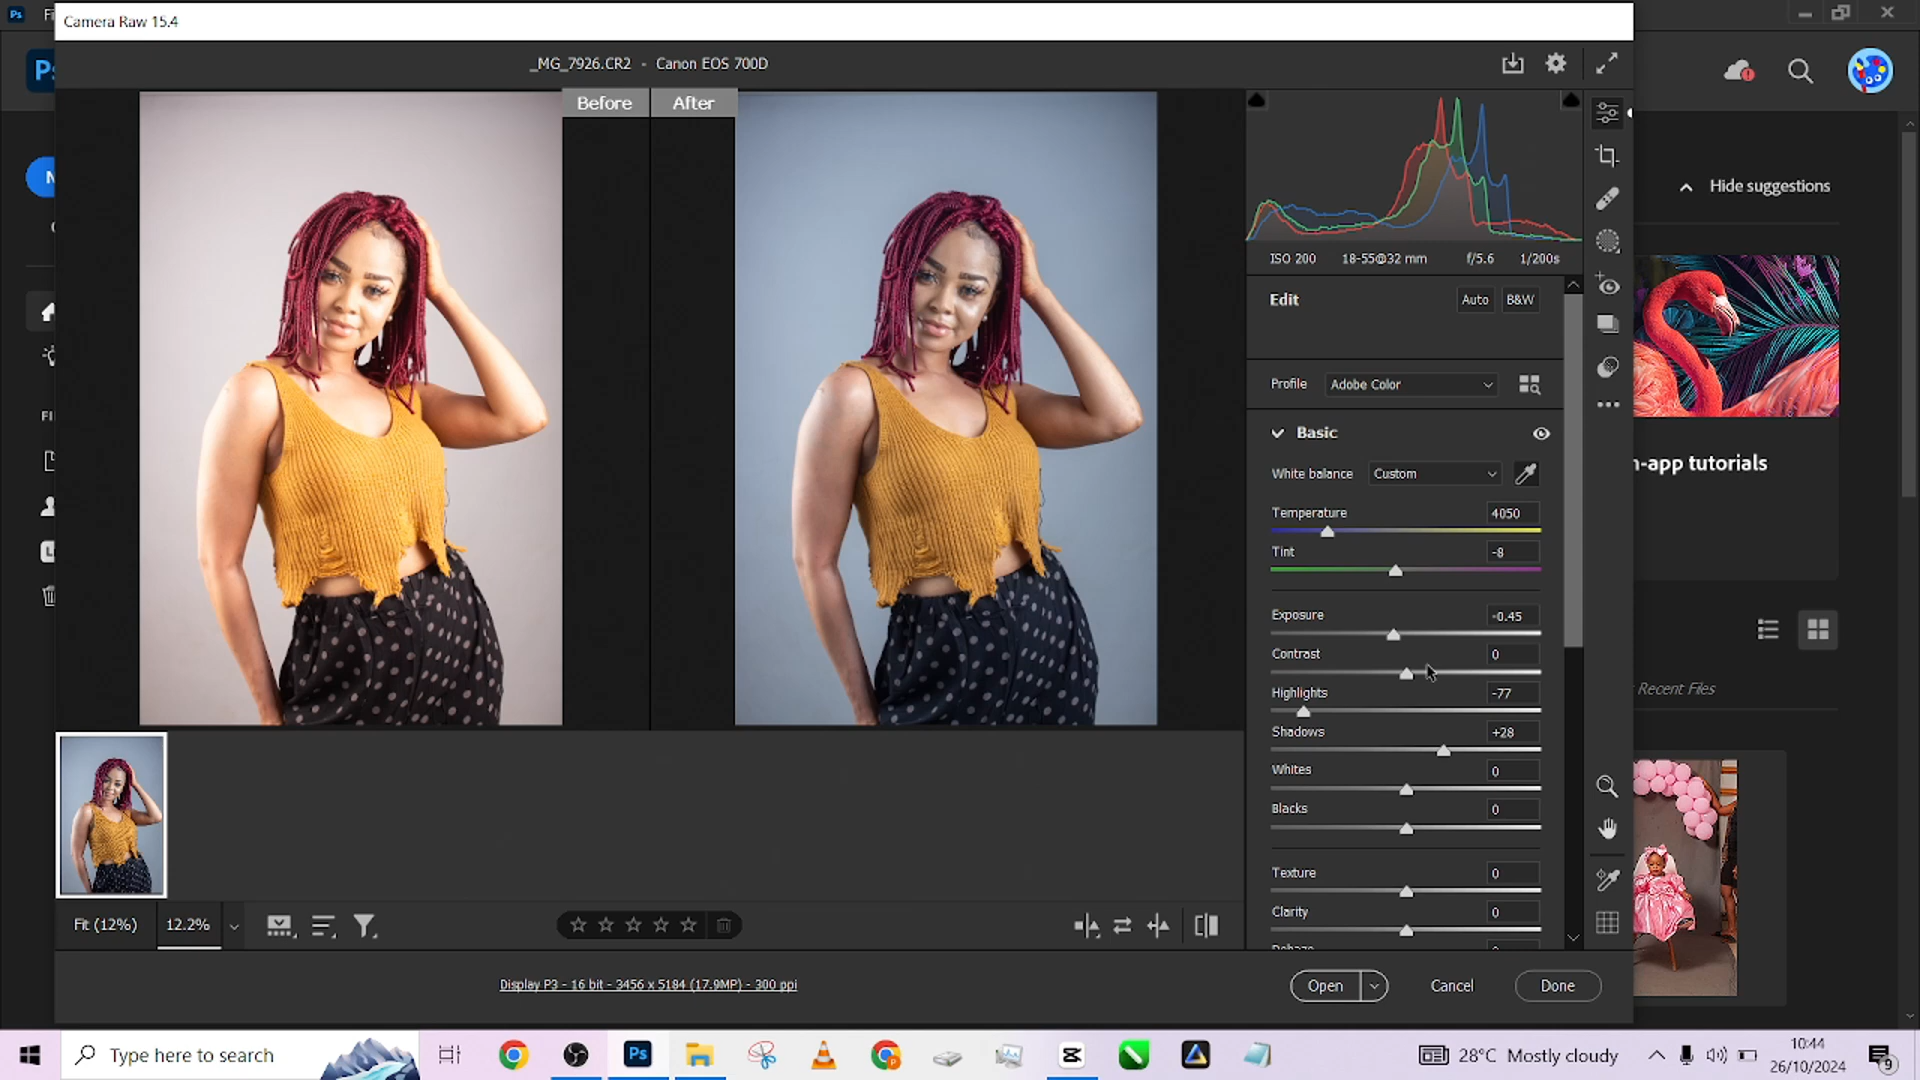 Camera Raw 15.4
_MG_7926.CR2 - Canon EOS 700D
Before After
ISO 200 18-55@32 mm f/5.6 1/200s
Edit Auto B&W
Profile Adobe Color
Basic
White balance Custom
Temperature 4050
Tint -8
Exposure -0.45
Contrast 0
Highlights -77
Shadows +28
Whites 0
Blacks 0
Texture 0
Clarity 0
Fit (12%) 12.2%
Display P3 - 16 bit - 3456 x 5184 (17.9MP) - 300 ppi
Open Cancel Done
Hide suggestions
n-app tutorials
Recent Files
Ps
Type here to search
28°C Mostly cloudy
10:44
26/10/2024
9